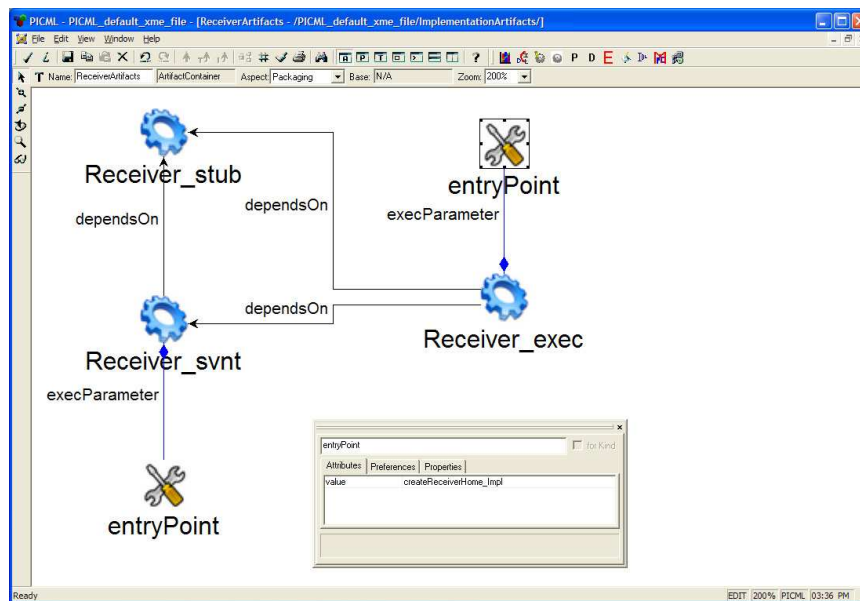 PICML - PICML_default_xme_file - [ReceiverArtifacts - /PICML_default_xme_file/ImplementationArtifacts/]
File Edit View Window Help
A P T ? P D E D
T Name: ReceiverArtifacts ArtifactContainer Aspect: Packaging Base: N/A Zoom: 200%
Receiver_stub
entryPoint
dependsOn
dependsOn
execParameter
dependsOn
Receiver_svnt
Receiver_exec
execParameter
entryPoint
entryPoint
for Kind
Attributes Preferences Properties
value createReceiverHome_Impl
Ready
EDIT 200% PICML 03:36 PM